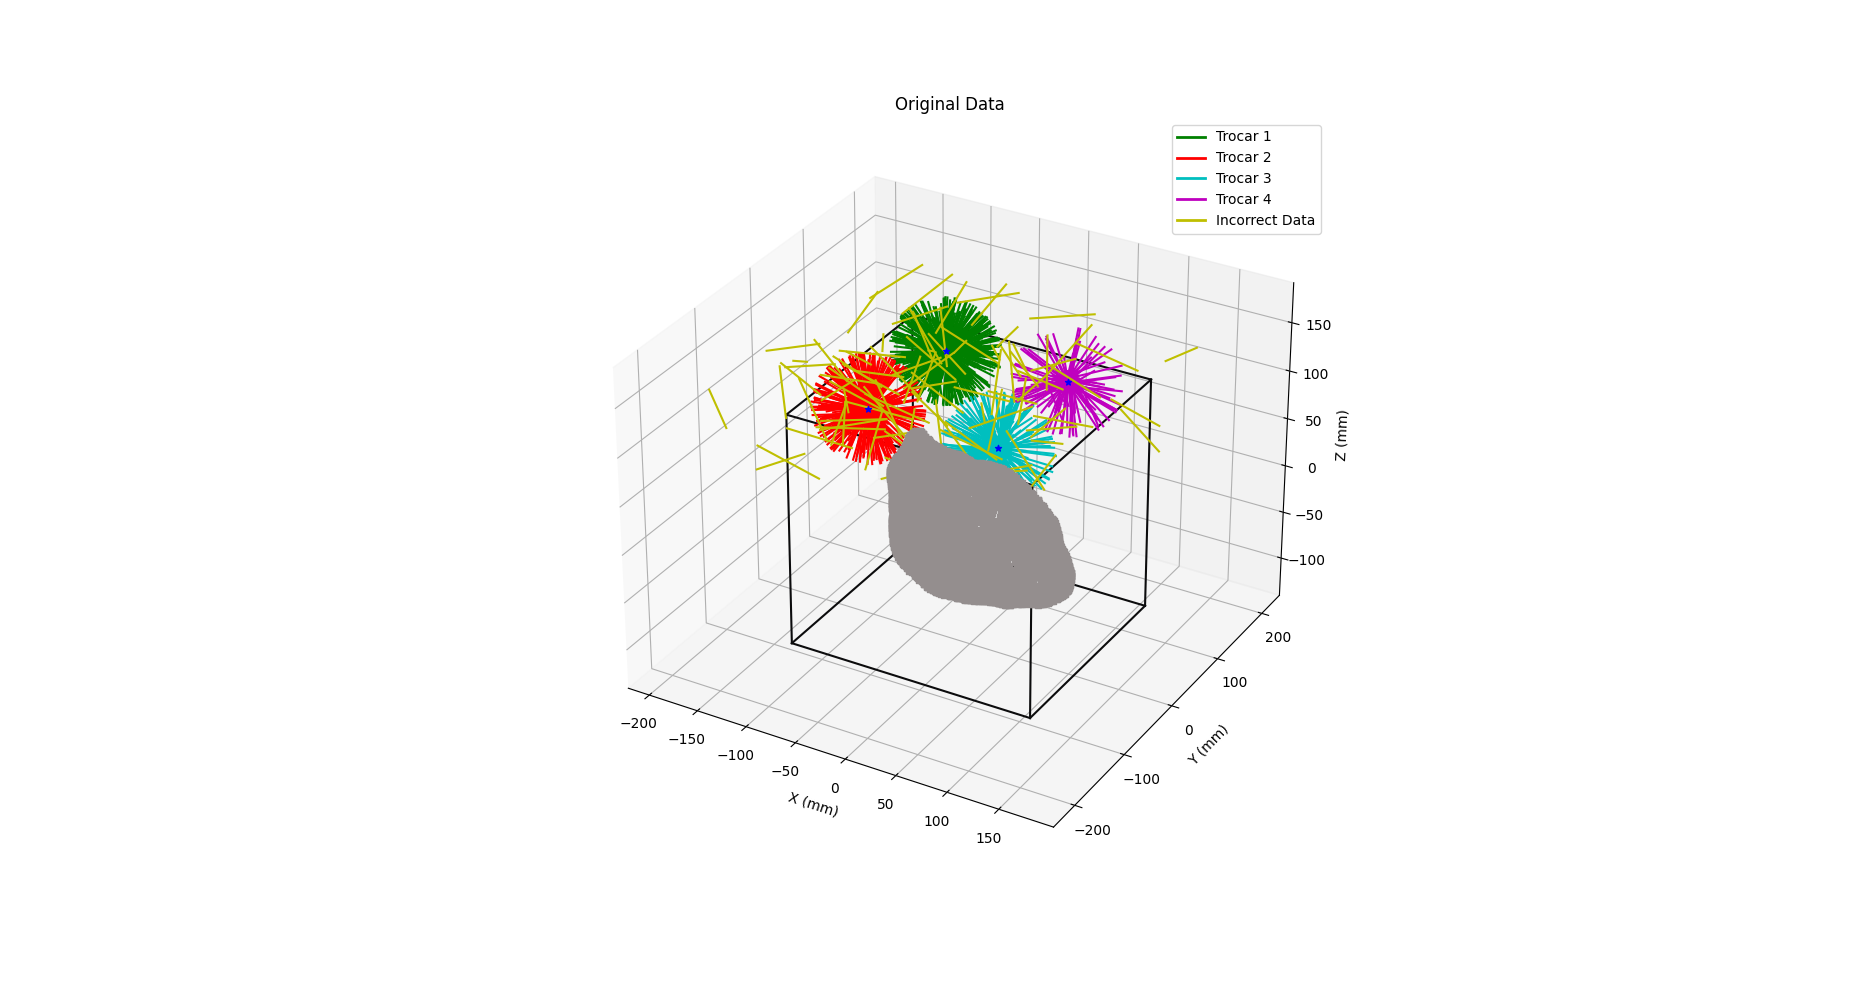 Original Data
Trocar 1
Trocar 2
Trocar 3
Trocar 4
Incorrect Data
150
100
50
0
−50
−100
Z (mm)
200
100
0
−100
−200
Y (mm)
−200
−150
−100
−50
0
50
100
150
X (mm)